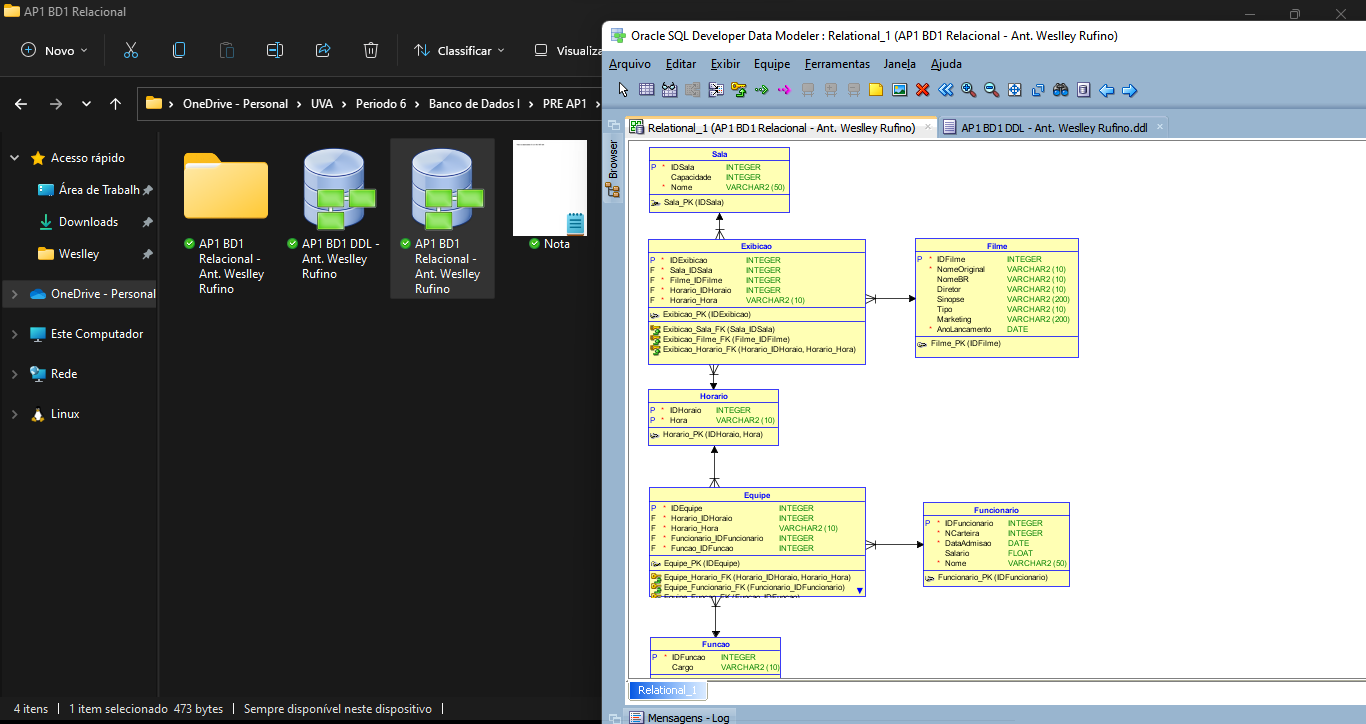 AP1 BD1 Relacional
Novo
Classificar
Visualiza
OneDrive - Personal
UVA
Periodo 6
Banco de Dados I
PRE AP1
Acesso rápido
Área de Trabalh
Downloads
Weslley
OneDrive - Personal
Este Computador
Rede
Linux
AP1 BD1
Relacional -
Ant. Weslley
Rufino
AP1 BD1 DDL -
Ant. Weslley
Rufino
AP1 BD1
Relacional -
Ant. Weslley
Rufino
Nota
4 itens
1 item selecionado 473 bytes
Sempre disponível neste dispositivo
Oracle SQL Developer Data Modeler : Relational_1 (AP1 BD1 Relacional - Ant. Weslley Rufino)
Arquivo Editar Exibir Equipe Ferramentas Janela Ajuda
Relational_1 (AP1 BD1 Relacional - Ant. Weslley Rufino)
AP1 BD1 DDL - Ant. Weslley Rufino.ddl
Browser
Sala
P * IDSala INTEGER
Capacidade INTEGER
* Nome VARCHAR2 (50)
Sala_PK (IDSala)
Exibicao
P * IDExibicao INTEGER
F * Sala_IDSala INTEGER
F * Filme_IDFilme INTEGER
F * Horario_IDHoraio INTEGER
F * Horario_Hora VARCHAR2 (10)
Exibicao_PK (IDExibicao)
Exibicao_Sala_FK (Sala_IDSala)
Exibicao_Filme_FK (Filme_IDFilme)
Exibicao_Horario_FK (Horario_IDHoraio, Horario_Hora)
Filme
P * IDFilme INTEGER
* NomeOriginal VARCHAR2 (10)
* NomeBR VARCHAR2 (10)
Diretor VARCHAR2 (10)
Sinopse VARCHAR2 (200)
Tipo VARCHAR2 (10)
Marketing VARCHAR2 (200)
* AnoLancamento DATE
Filme_PK (IDFilme)
Horario
P * IDHoraio INTEGER
P * Hora VARCHAR2 (10)
Horario_PK (IDHoraio, Hora)
Equipe
P * IDEquipe INTEGER
F * Horario_IDHoraio INTEGER
F * Horario_Hora VARCHAR2 (10)
F * Funcionario_IDFuncionario INTEGER
F * Funcao_IDFuncao INTEGER
Equipe_PK (IDEquipe)
Equipe_Horario_FK (Horario_IDHoraio, Horario_Hora)
Equipe_Funcionario_FK (Funcionario_IDFuncionario)
Equipe_Funcao_FK (Funcao_IDFuncao)
Funcionario
P * IDFuncionario INTEGER
* NCarteira INTEGER
* DataAdmisao DATE
Salario FLOAT
* Nome VARCHAR2 (50)
Funcionario_PK (IDFuncionario)
Funcao
P * IDFuncao INTEGER
Cargo VARCHAR2 (10)
Relational_1
Mensagens - Log